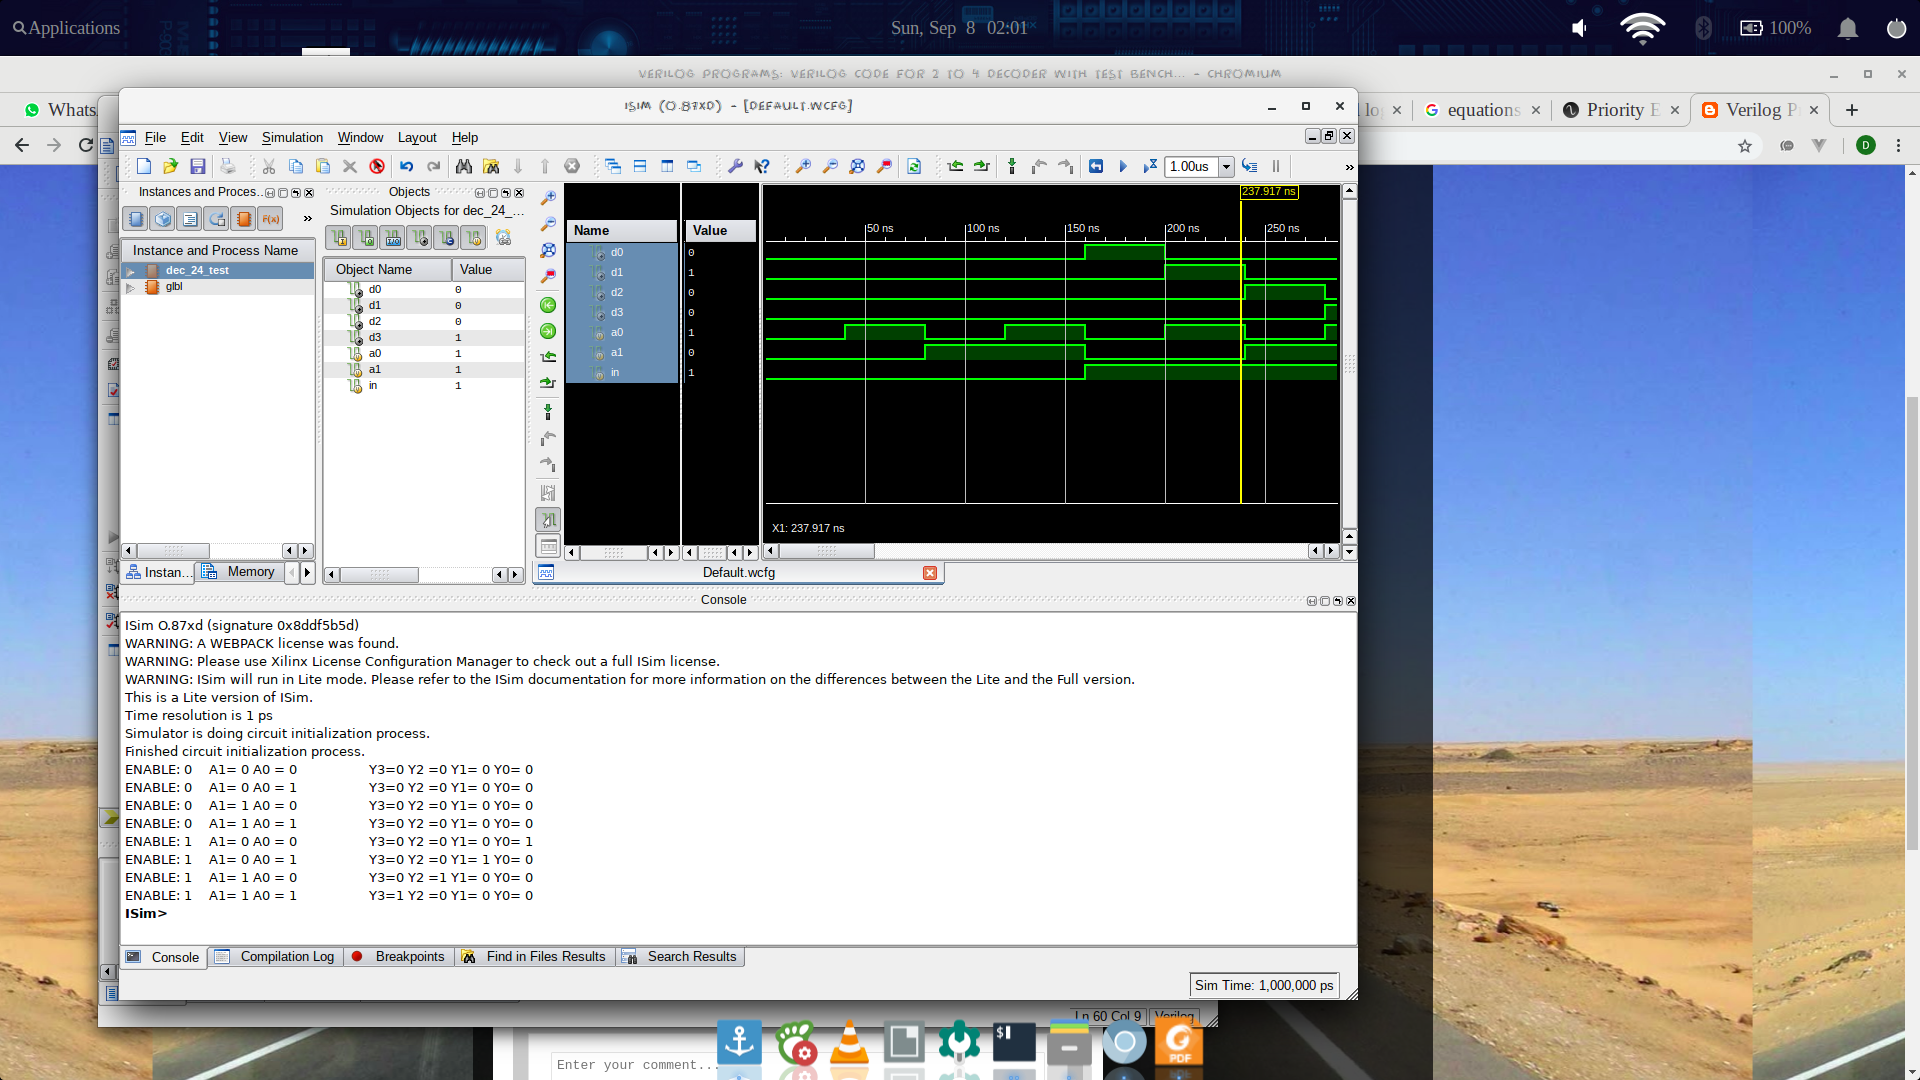 Applications
Sun, Sep 8 02:01
100%
VERILOG PROGRAMS: VERILOG CODE FOR 2 TO 4 DECODER WITH TEST BENCH... - CHROMIUM
Whats
equations
Priority E
Verilog P
ISIM (O.87XD) - [DEFAULT.WCFG]
File Edit View Simulation Window Layout Help
1.00us
Instances and Proces..
Objects
Simulation Objects for dec_24_...
Instance and Process Name
dec_24_test
glbl
Object Name Value
d0 0
d1 0
d2 0
d3 1
a0 1
a1 1
in 1
Name Value
d0 0
d1 1
d2 0
d3 0
a0 1
a1 0
in 1
237.917 ns
50 ns 100 ns 150 ns 200 ns 250 ns
X1: 237.917 ns
Instan... Memory
Default.wcfg
Console
ISim O.87xd (signature 0x8ddf5b5d)
WARNING: A WEBPACK license was found.
WARNING: Please use Xilinx License Configuration Manager to check out a full ISim license.
WARNING: ISim will run in Lite mode. Please refer to the ISim documentation for more information on the differences between the Lite and the Full version.
This is a Lite version of ISim.
Time resolution is 1 ps
Simulator is doing circuit initialization process.
Finished circuit initialization process.
ENABLE: 0 A1= 0 A0 = 0 Y3=0 Y2 =0 Y1= 0 Y0= 0
ENABLE: 0 A1= 0 A0 = 1 Y3=0 Y2 =0 Y1= 0 Y0= 0
ENABLE: 0 A1= 1 A0 = 0 Y3=0 Y2 =0 Y1= 0 Y0= 0
ENABLE: 0 A1= 1 A0 = 1 Y3=0 Y2 =0 Y1= 0 Y0= 0
ENABLE: 1 A1= 0 A0 = 0 Y3=0 Y2 =0 Y1= 0 Y0= 1
ENABLE: 1 A1= 0 A0 = 1 Y3=0 Y2 =0 Y1= 1 Y0= 0
ENABLE: 1 A1= 1 A0 = 0 Y3=0 Y2 =1 Y1= 0 Y0= 0
ENABLE: 1 A1= 1 A0 = 1 Y3=1 Y2 =0 Y1= 0 Y0= 0
ISim>
Console Compilation Log Breakpoints Find in Files Results Search Results
Sim Time: 1,000,000 ps
Ln 60 Col 9 Verilog
Enter your comment...
PDF